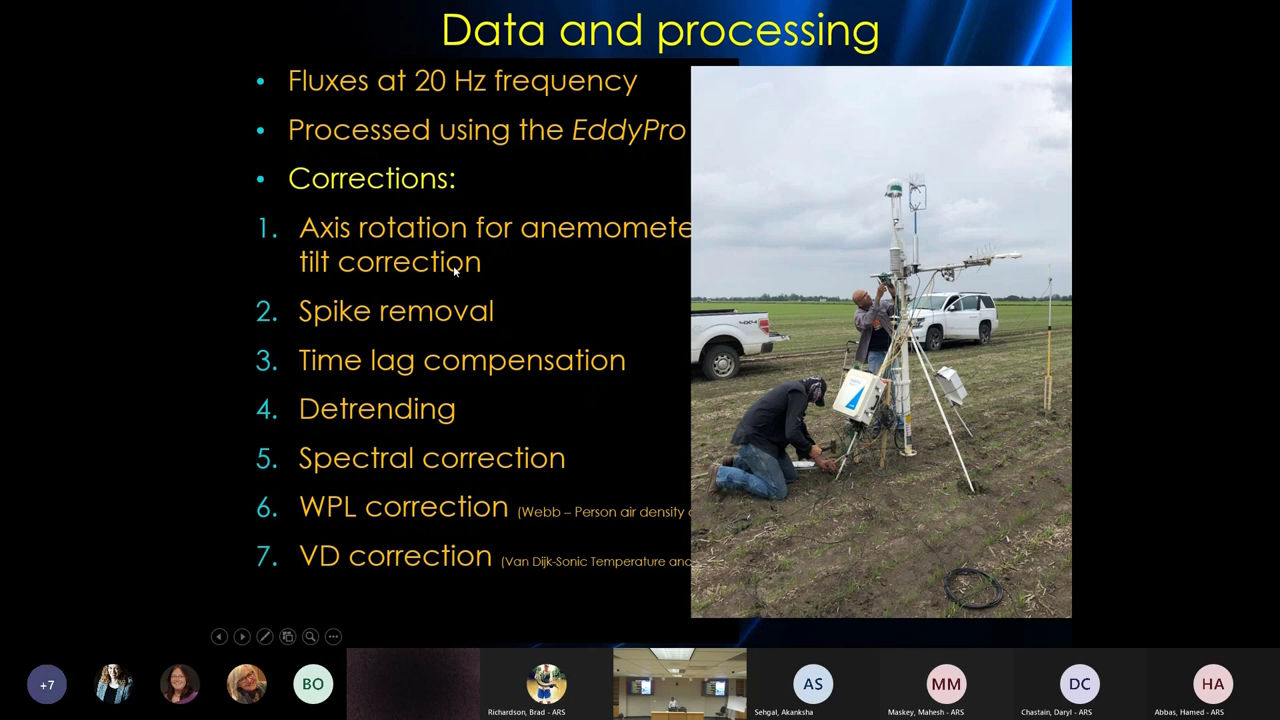 Data and processing
• Fluxes at 20 Hz frequency
• Processed using the EddyPro
• Corrections:
1. Axis rotation for anemomete
tilt correction
2. Spike removal
3. Time lag compensation
4. Detrending
5. Spectral correction
6. WPL correction (Webb – Person air density
7. VD correction (Van Dijk-Sonic Temperature and
4X4
+7
BO
AS
MM
DC
HA
Richardson, Brad - ARS
Sehgal, Akanksha
Maskey, Mahesh - ARS
Chastain, Daryl - ARS
Abbas, Hamed - ARS